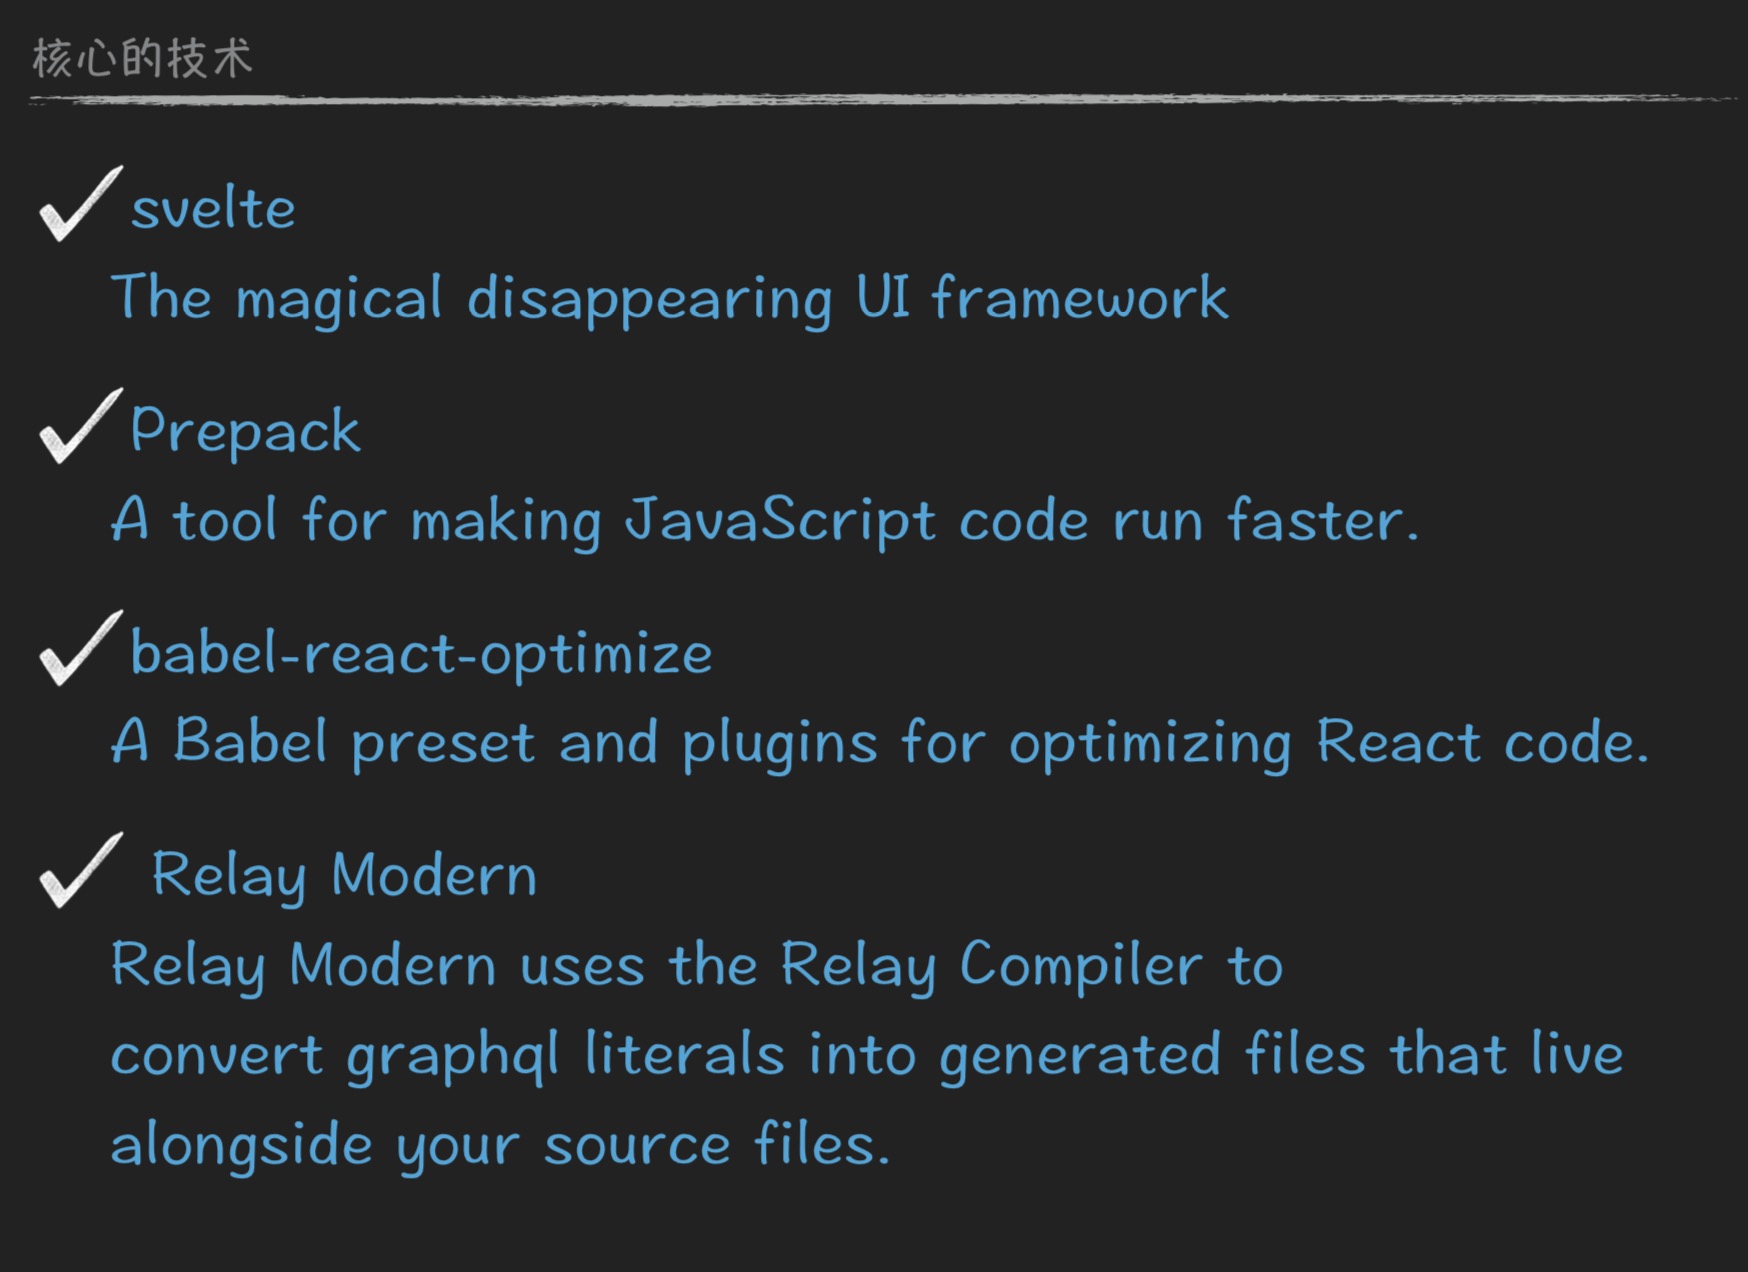 核心的技术
svelte
The magical disappearing UI framework
Prepack
A tool for making JavaScript code run faster.
babel-react-optimize
A Babel preset and plugins for optimizing React code.
Relay Modern
Relay Modern uses the Relay Compiler to
convert graphql literals into generated files that live
alongside your source files.